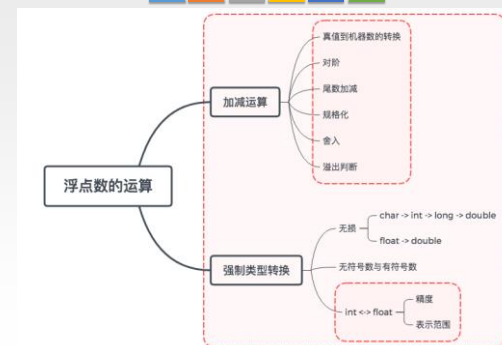 浮点数的运算
加减运算
真值到机器数的转换
对阶
尾数加减
规格化
舍入
溢出判断
强制类型转换
无损
char -> int -> long -> double
float -> double
无符号数与有符号数
int <-> float
精度
表示范围